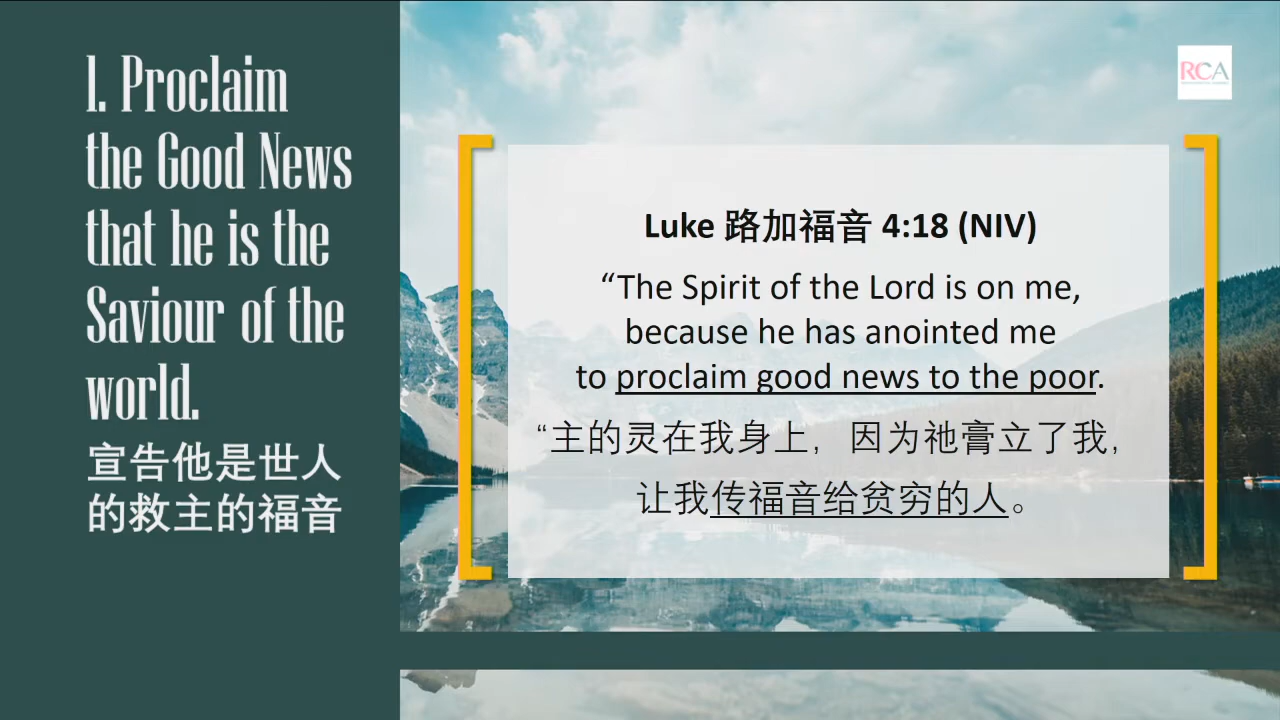 1. Proclaim
the Good News
that he is the
Saviour of the
world.
宣告他是世人
的救主的福音
RCA
Luke 路加福音 4:18 (NIV)
“The Spirit of the Lord is on me,
because he has anointed me
to proclaim good news to the poor.
“主的灵在我身上，因为祂膏立了我，
让我传福音给贫穷的人。